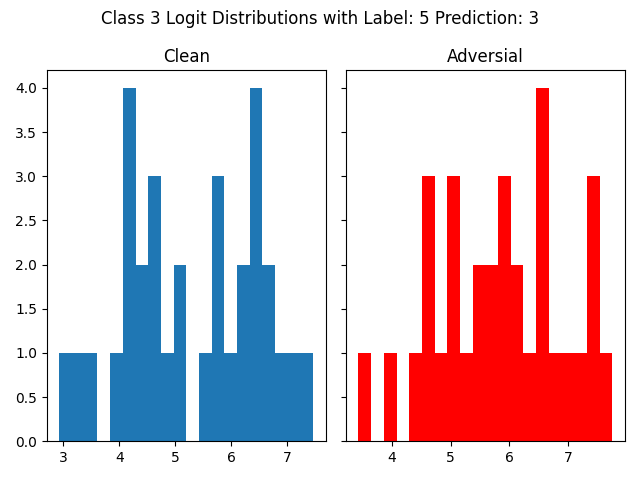 Class 3 Logit Distributions with Label: 5 Prediction: 3
Clean
Adversial
4.0
3.5
3.0
2.5
2.0
1.5
1.0
0.5
0.0
3 4 5 6 7
4 5 6 7